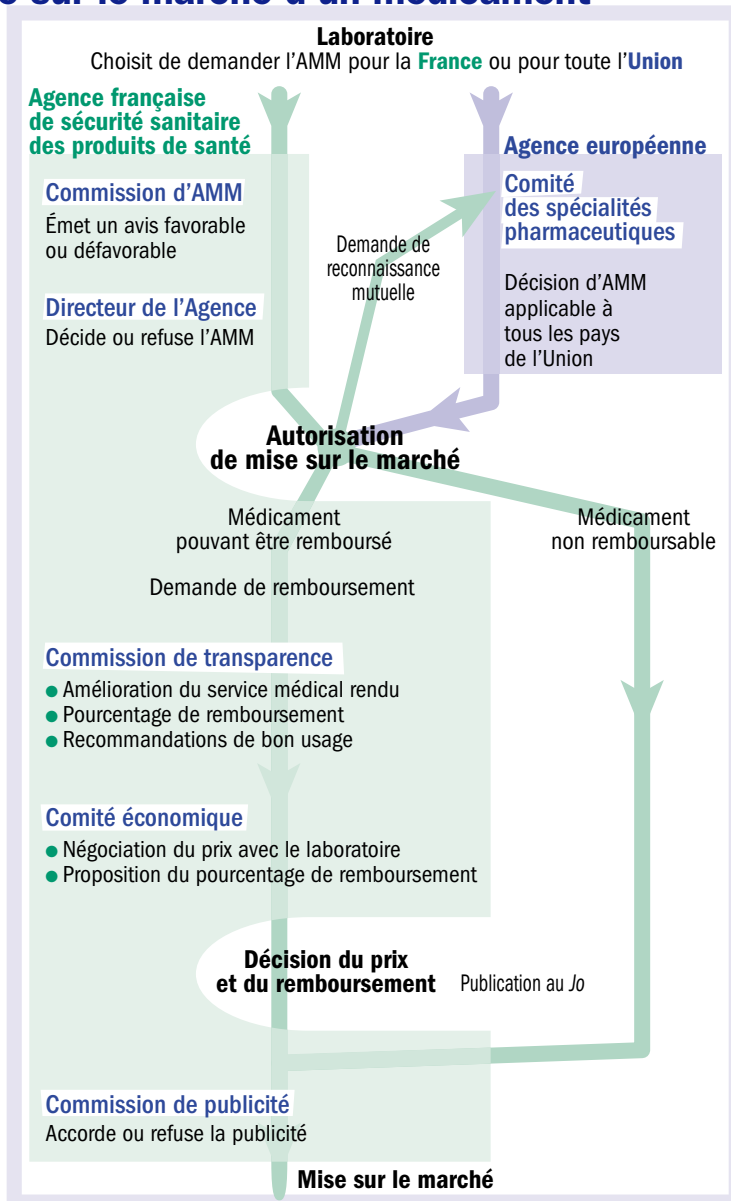 sur le marché d'un médicament
Laboratoire
Choisit de demander l'AMM pour la France ou pour toute l'Union
Agence française
de sécurité sanitaire
des produits de santé
Commission d'AMM
Émet un avis favorable
ou défavorable
Directeur de l'Agence
Décide ou refuse l'AMM
Demande de
reconnaissance
mutuelle
Agence européenne
Comité
des spécialités
pharmaceutiques
Décision d'AMM
applicable à
tous les pays
de l'Union
Autorisation
de mise sur le marché
Médicament
pouvant être remboursé
Demande de remboursement
Médicament
non remboursable
Commission de transparence
● Amélioration du service médical rendu
● Pourcentage de remboursement
● Recommandations de bon usage
Comité économique
● Négociation du prix avec le laboratoire
● Proposition du pourcentage de remboursement
Décision du prix
et du remboursement
Publication au Jo
Commission de publicité
Accorde ou refuse la publicité
Mise sur le marché